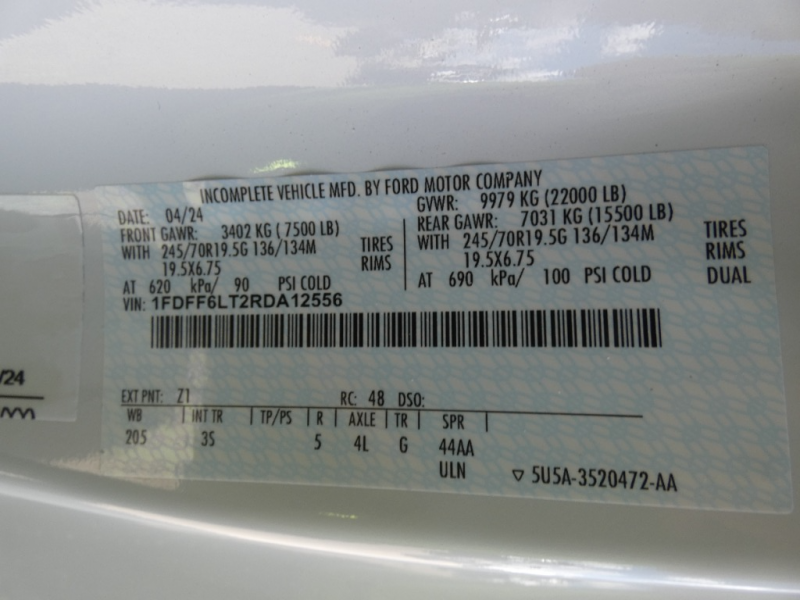 INCOMPLETE VEHICLE MFD. BY FORD MOTOR COMPANY
DATE: 04/24
GVWR: 9979 KG (22000 LB)
FRONT GAWR: 3402 KG ( 7500 LB)
REAR GAWR: 7031 KG (15500 LB)
WITH 245/70R19.5G 136/134M TIRES
WITH 245/70R19.5G 136/134M TIRES
19.5X6.75 RIMS
19.5X6.75 RIMS
AT 620 kPa/ 90 PSI COLD
AT 690 kPa/ 100 PSI COLD DUAL
VIN: 1FDFF6LT2RDA12556
EXT PNT: Z1 RC: 48 DSO:
WB | INT TR | TP/PS | R | AXLE | TR | SPR |
205 3S 5 4L G 44AA
ULN
5U5A-3520472-AA
/24